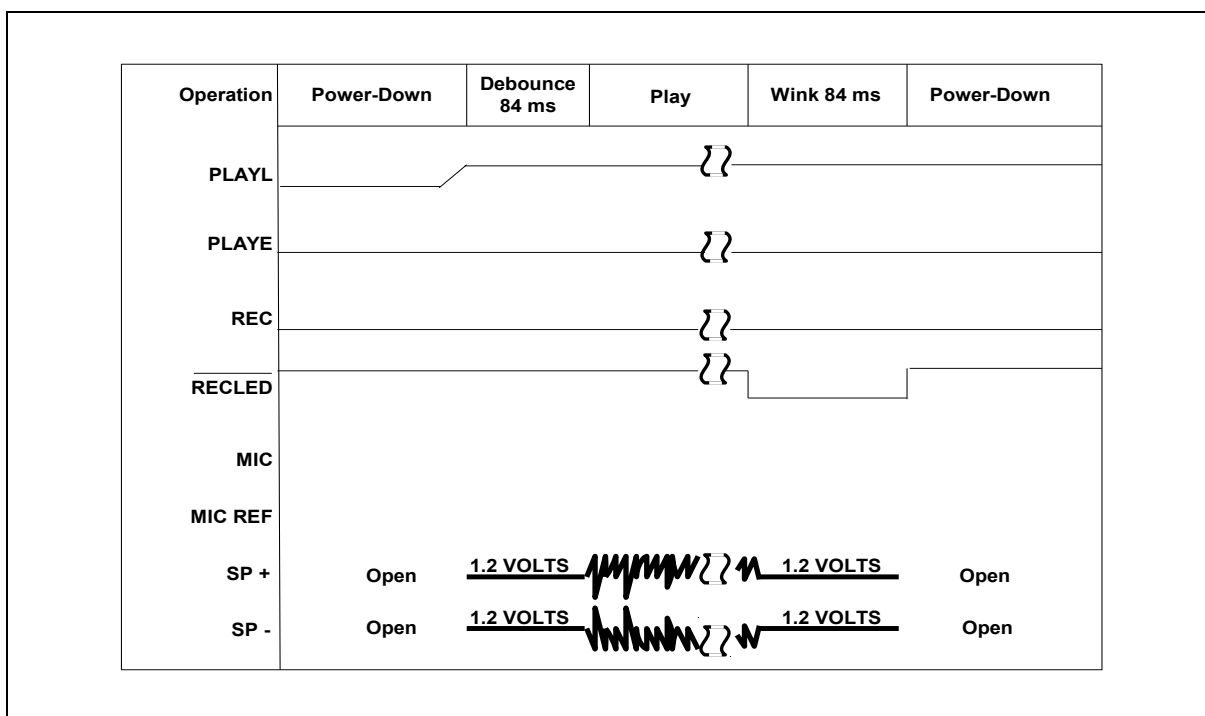 Operation Power-Down Debounce 84 ms Play Wink 84 ms Power-Down
PLAYL
PLAYE
REC
RECLED
MIC
MIC REF
SP + Open 1.2 VOLTS 1.2 VOLTS Open
SP - Open 1.2 VOLTS 1.2 VOLTS Open